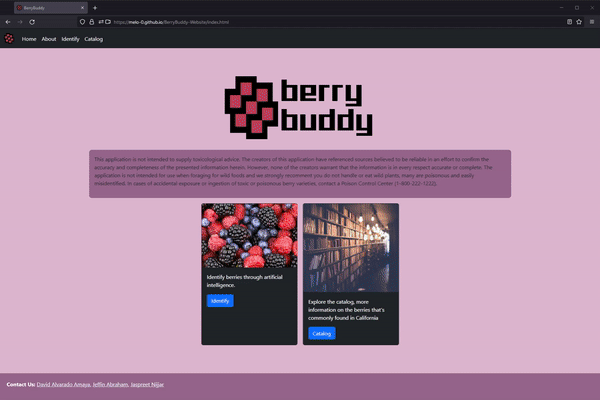 BerryBuddy
https://meko-0.github.io/BerryBuddy-Website/index.html
Home About Identify Catalog
berry
buddy
This application is not intended to supply toxicological advice. The creators of this application have referenced sources believed to be reliable in an effort to confirm the
accuracy and completeness of the presented information herein. However, none of the creators warrant that the information is in every respect accurate or complete. The
application is not intended for use when foraging for wild foods and we strongly recommend you do not handle or eat wild plants, many are poisonous and easily
misidentified. In cases of accidental exposure or ingestion of toxic or poisonous berry varieties, contact a Poison Control Center (1-800-222-1222).
Identify berries through artificial
intelligence.
Identify
Explore the catalog, more
information on the berries that's
commonly found in California
Catalog
Contact Us: David Alvarado Amaya, Jeflin Abraham, Jaspreet Nijjar